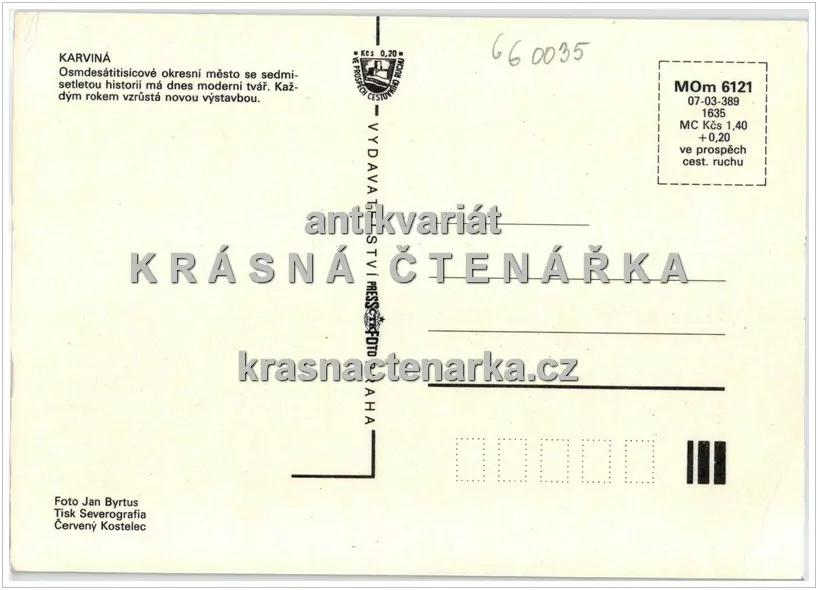 KARVINÁ
Osmdesátitisícové okresní město se sedmi-
setletou historií má dnes moderní tvář. Kaž-
dým rokem vzrůstá novou výstavbou.
Kčs 0,20
VE PROSPĚCH CESTOVNÍHO RUCHU
660035
MOm 6121
07-03-389
1635
MC Kčs 1,40
+0,20
ve prospěch
cest. ruchu
VYDAVATELSTVÍ PRESSFOTO PRAHA
ČTK
antikvariát
KRÁSNÁ ČTENÁŘKA
krasnactenarka.cz
Foto Jan Byrtus
Tisk Severografia
Červený Kostelec